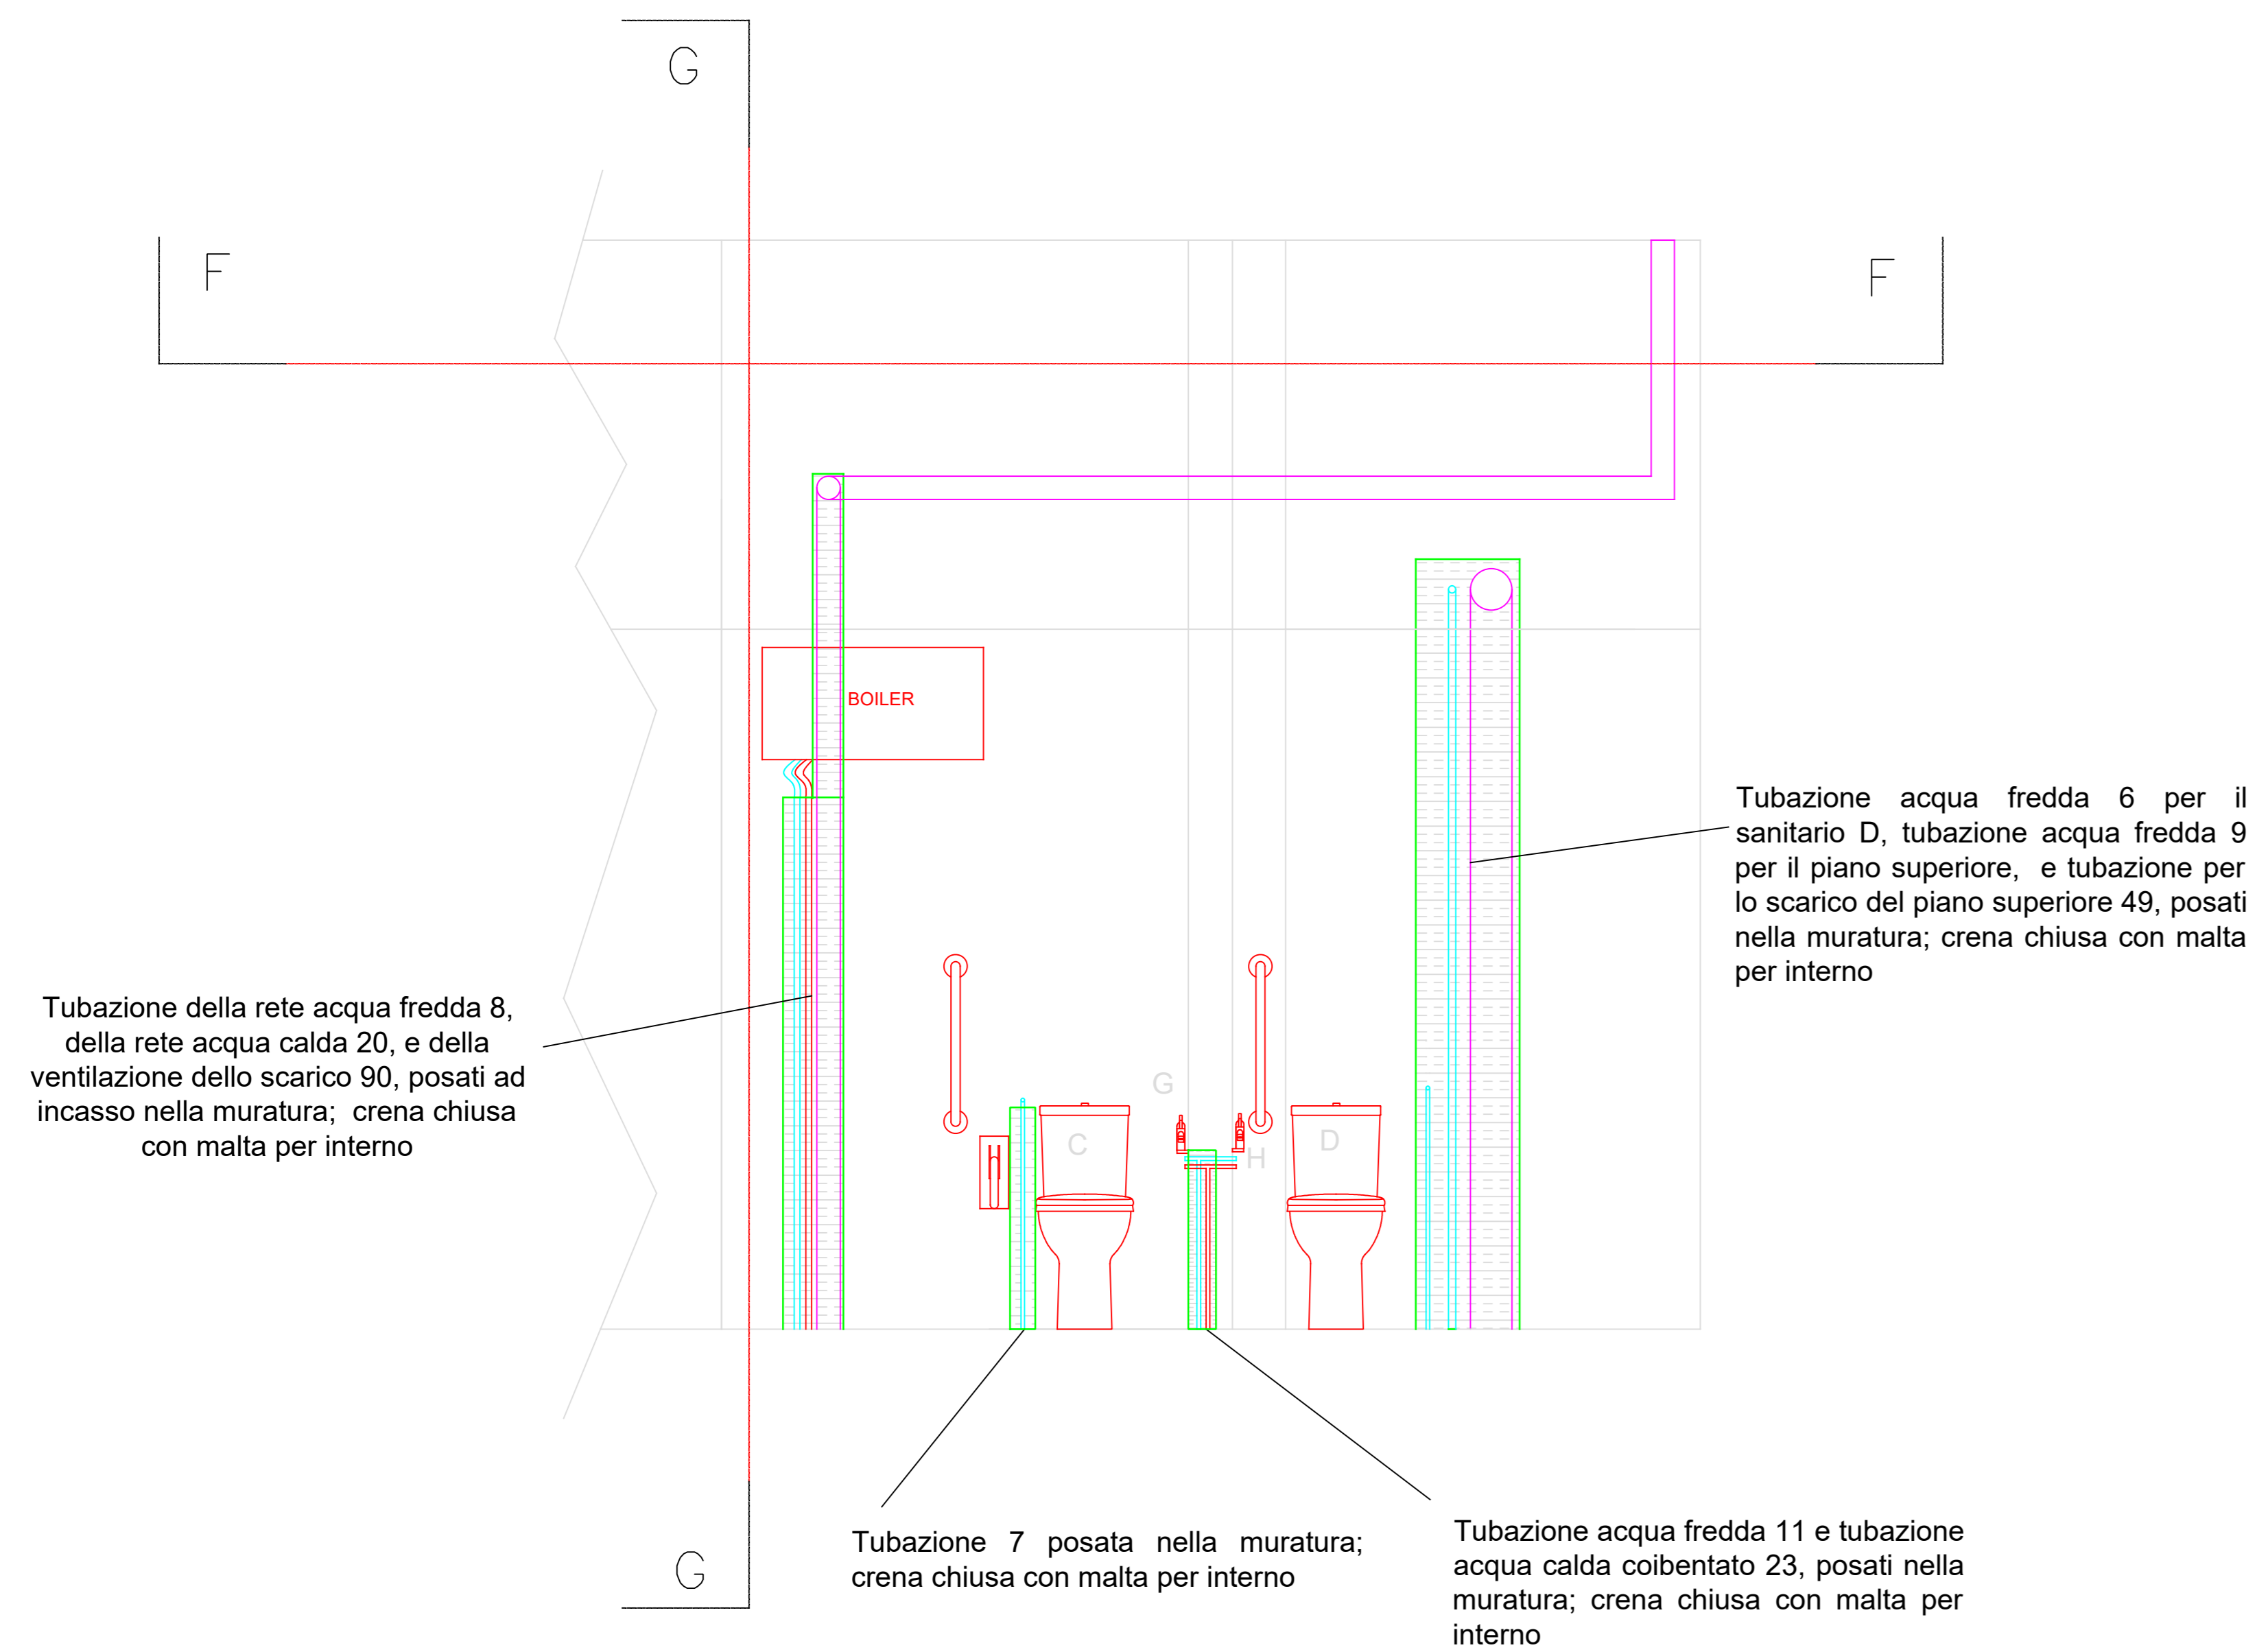 G
F
F
BOILER
Tubazione acqua fredda 6 per il
sanitario D, tubazione acqua fredda 9
per il piano superiore, e tubazione per
lo scarico del piano superiore 49, posati
nella muratura; crena chiusa con malta
per interno
Tubazione della rete acqua fredda 8,
della rete acqua calda 20, e della
ventilazione dello scarico 90, posati ad
incasso nella muratura; crena chiusa
con malta per interno
G
C
D
H
Tubazione 7 posata nella muratura;
crena chiusa con malta per interno
Tubazione acqua fredda 11 e tubazione
acqua calda coibentato 23, posati nella
muratura; crena chiusa con malta per
interno
G